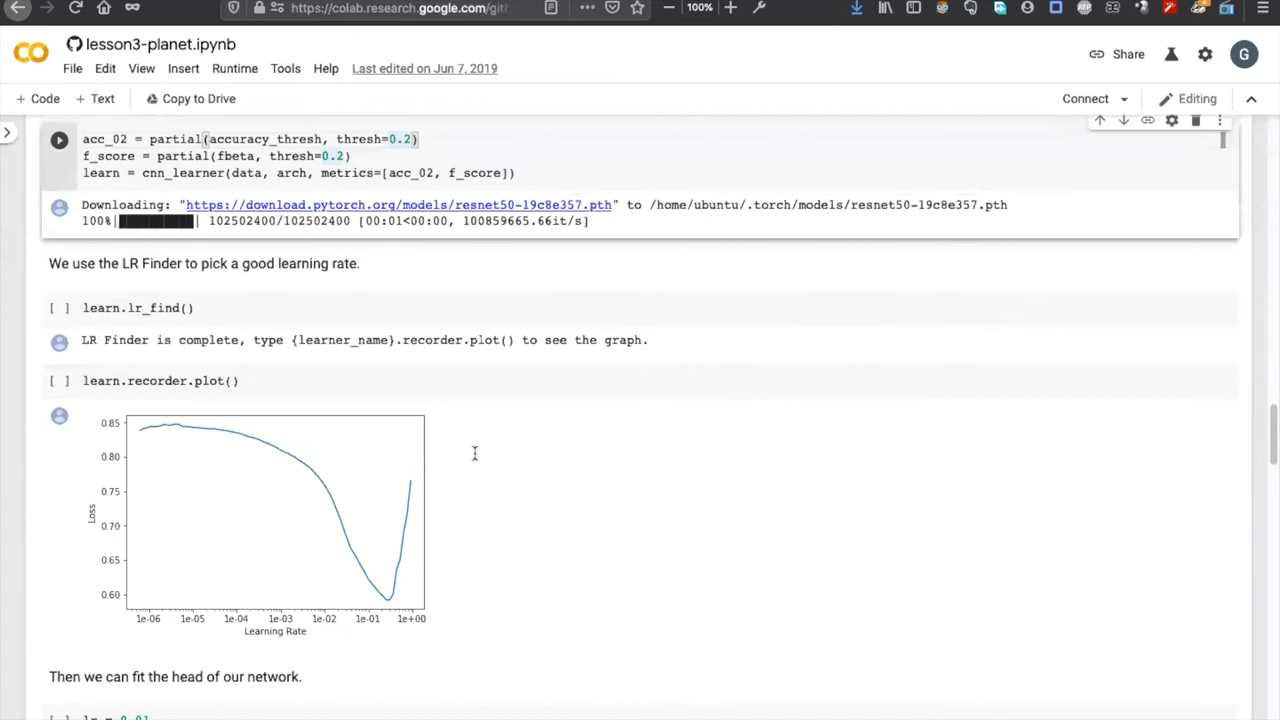 https://colab.research.google.com/git
100%
lesson3-planet.ipynb
Share
G
File Edit View Insert Runtime Tools Help Last edited on Jun 7, 2019
+ Code + Text Copy to Drive
Connect Editing
acc_02 = partial(accuracy_thresh, thresh=0.2)
f_score = partial(fbeta, thresh=0.2)
learn = cnn_learner(data, arch, metrics=[acc_02, f_score])
Downloading: "https://download.pytorch.org/models/resnet50-19c8e357.pth" to /home/ubuntu/.torch/models/resnet50-19c8e357.pth
100%|██████████| 102502400/102502400 [00:01<00:00, 100859665.66it/s]
We use the LR Finder to pick a good learning rate.
[ ] learn.lr_find()
LR Finder is complete, type {learner_name}.recorder.plot() to see the graph.
[ ] learn.recorder.plot()
0.85
0.80
0.75
0.70
0.65
0.60
Loss
1e-06 1e-05 1e-04 1e-03 1e-02 1e-01 1e+00
Learning Rate
Then we can fit the head of our network.
[ ] lr = 0.01